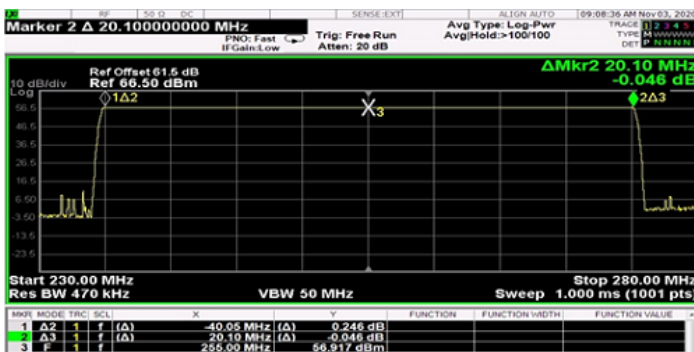 RF 50 Ω DC SENSE:EXT ALIGN AUTO 09:08:36 AM Nov 03, 2020
Marker 2 Δ 20.100000000 MHz
Avg Type: Log-Pwr
TRACE 1 2 3 4 5
PNO: Fast Trig: Free Run Avg|Hold:>100/100 TYPE M
IFGain:Low Atten: 20 dB DET P N N N N
ΔMkr2 20.10 MHz
Ref Offset 61.5 dB
-0.046 dB
10 dB/div Ref 66.50 dBm
Log
1Δ2
2Δ3
56.5
3
46.5
36.5
26.5
16.5
6.50
-3.50
-13.5
-23.5
Start 230.00 MHz Stop 280.00 MHz
Res BW 470 kHz VBW 50 MHz Sweep 1.000 ms (1001 pts)
MKR MODE TRC SCL X Y FUNCTION FUNCTION WIDTH FUNCTION VALUE
1 Δ2 1 f (Δ) -40.05 MHz (Δ) 0.246 dB
2 Δ3 1 f (Δ) 20.10 MHz (Δ) -0.046 dB
3 F 1 f 255.00 MHz 56.917 dBm